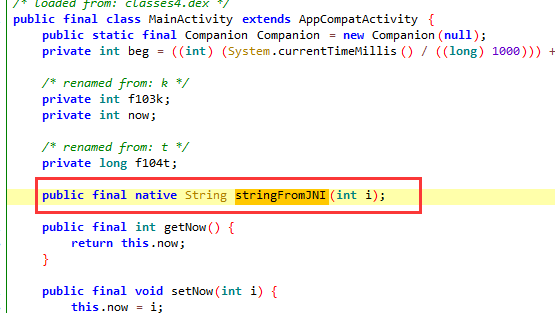 /* loaded from: classes4.dex */
public final class MainActivity extends AppCompatActivity {
public static final Companion Companion = new Companion(null);
private int beg = ((int) (System.currentTimeMillis() / ((long) 1000))) +
/* renamed from: k */
private int f103k;
private int now;
/* renamed from: t */
private long f104t;
public final native String stringFromJNI(int i);
public final int getNow() {
return this.now;
}
public final void setNow(int i) {
this.now = i;